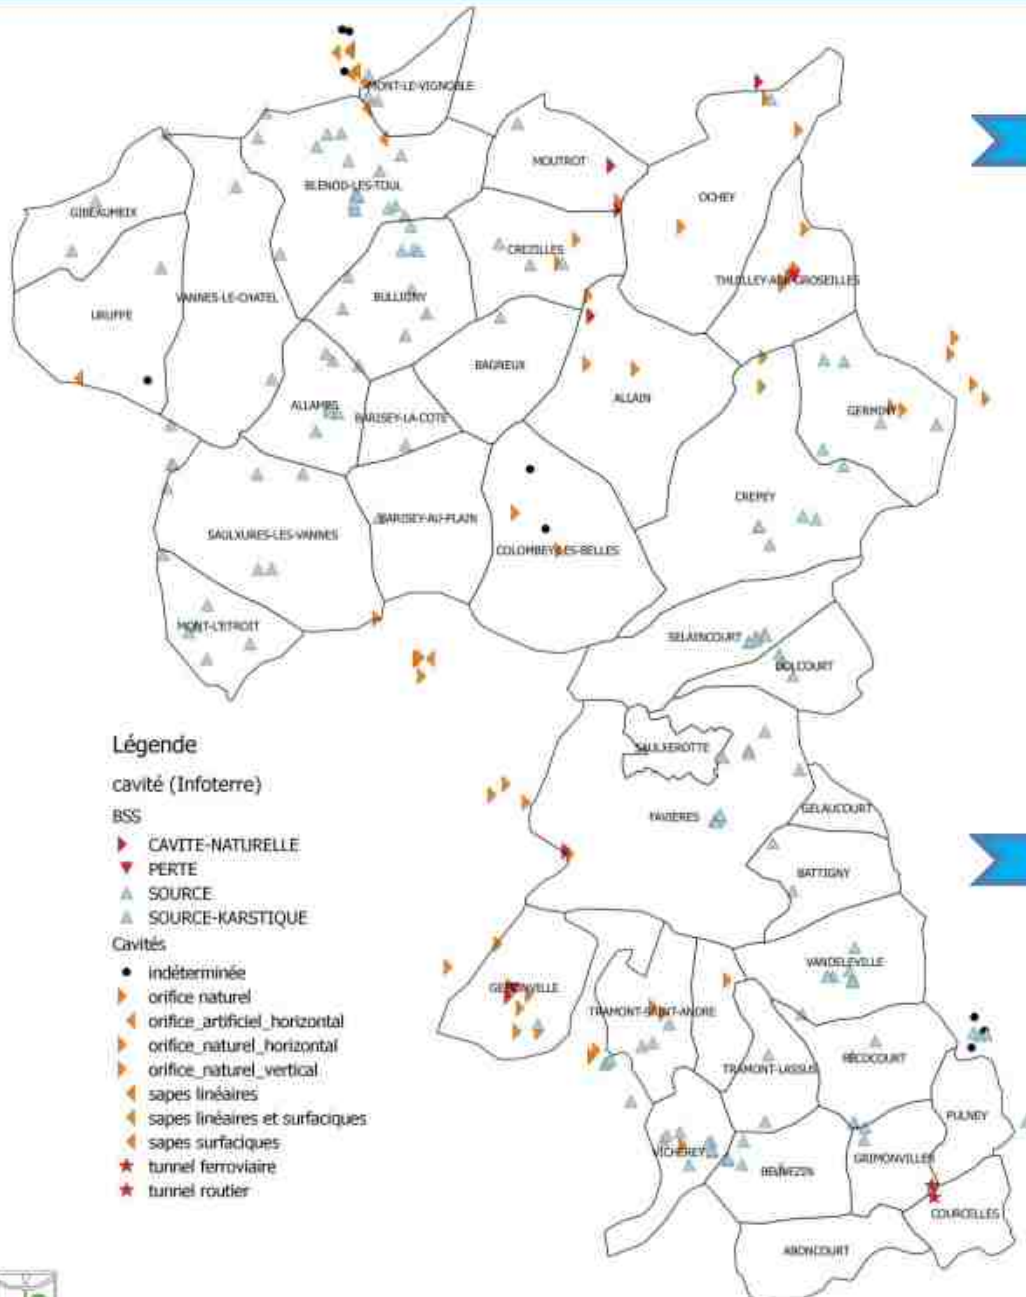 MONT-LE-VIGNOBLE
MOUTROT
BLENOD-LES-TOUL
OCHEY
GIBEAUMEIX
CREZILLES
THUILLEY-AUX-GROSEILLES
VANNES-LE-CHATEL
BULLIGNY
URUFFE
BAGNEUX
ALLAIN
ALLAMPS
BARISEY-LA-COTE
GERMINY
CREPEY
BARISEY-AU-PLAIN
SAULXURES-LES-VANNES
COLOMBEY-LES-BELLES
MONT-L'ETROIT
SELAINCOURT
DOLCOURT
SAULXEROTTE
GELAUCOURT
FAVIERES
BATTIGNY
VANDELEVILLE
GEMONVILLE
TRAMONT-SAINT-ANDRE
RECOCOURT
TRAMONT-LASSUS
PULNEY
VICHEREY
GRIMONVILLER
BEUVEZIN
COURCELLES
ABONCOURT
Légende
cavité (Infoterre)
BSS
CAVITE-NATURELLE
PERTE
SOURCE
SOURCE-KARSTIQUE
Cavités
indéterminée
orifice naturel
orifice_artificiel_horizontal
orifice_naturel_horizontal
orifice_naturel_vertical
sapes linéaires
sapes linéaires et surfaciques
sapes surfaciques
tunnel ferroviaire
tunnel routier